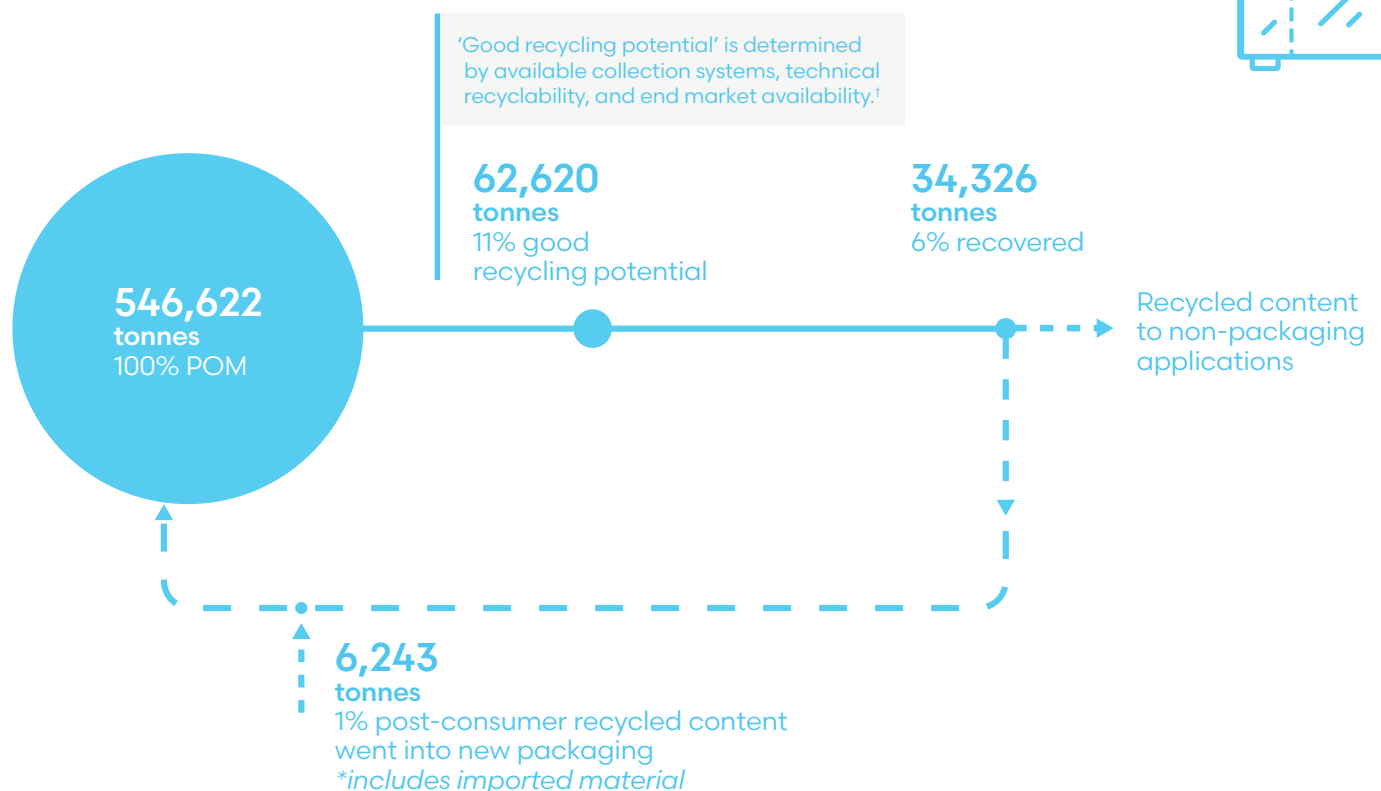 ‘Good recycling potential’ is determined
by available collection systems, technical
recyclability, and end market availability.†
62,620
tonnes
11% good
recycling potential
34,326
tonnes
6% recovered
546,622
tonnes
100% POM
Recycled content
to non-packaging
applications
6,243
tonnes
1% post-consumer recycled content
went into new packaging
*includes imported material